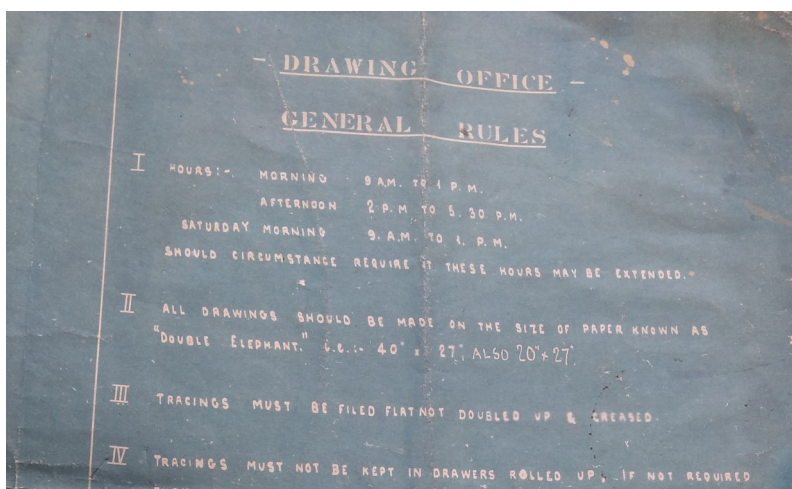 - DRAWING OFFICE -
GENERAL RULES
I HOURS:-. MORNING 9 A.M. TO 1 P.M.
AFTERNOON 2 P.M TO 5.30 P.M.
SATURDAY MORNING 9. A.M. TO 1. P.M.
SHOULD CIRCUMSTANCE REQUIRE IT THESE HOURS MAY BE EXTENDED.
II ALL DRAWINGS SHOULD BE MADE ON THE SIZE OF PAPER KNOWN AS
"DOUBLE ELEPHANT." i.e.:- 40" x 27"; ALSO 20" x 27"
III TRACINGS MUST BE FILED FLAT NOT DOUBLED UP & CREASED.
IV TRACINGS MUST NOT BE KEPT IN DRAWERS ROLLED UP, IF NOT REQUIRED